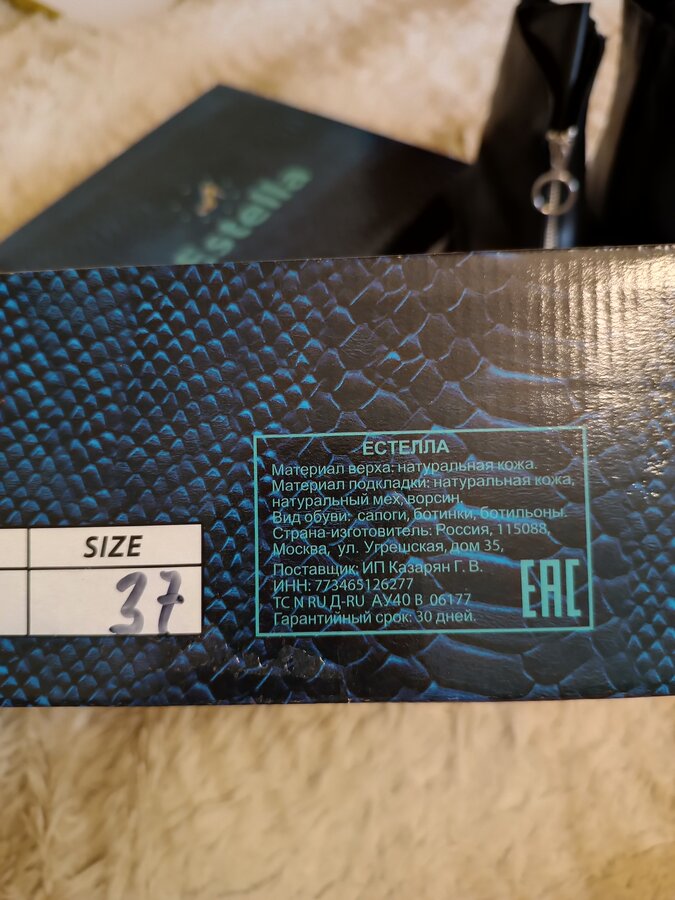 Estella
ЕСТЕЛЛА
Материал верха: натуральная кожа.
Материал подкладки: натуральная кожа,
натуральный мех, ворсин.
Вид обуви: сапоги, ботинки, ботильоны.
Страна-изготовитель: Россия, 115088,
Москва, ул. Угрешская, дом 35,
Поставщик: ИП Казарян Г. В.
ИНН: 773465126277
ТС N RU Д-RU АУ40 В 06177
Гарантийный срок: 30 дней.
EAC
SIZE
37